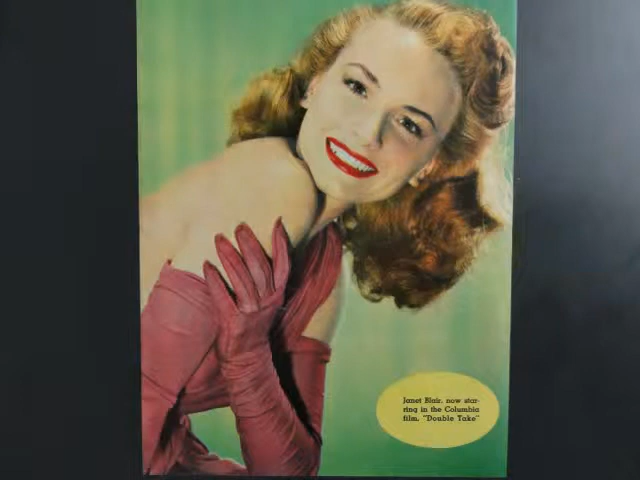 Janet Blair, now star-
ring in the Columbia
film, "Double Take"